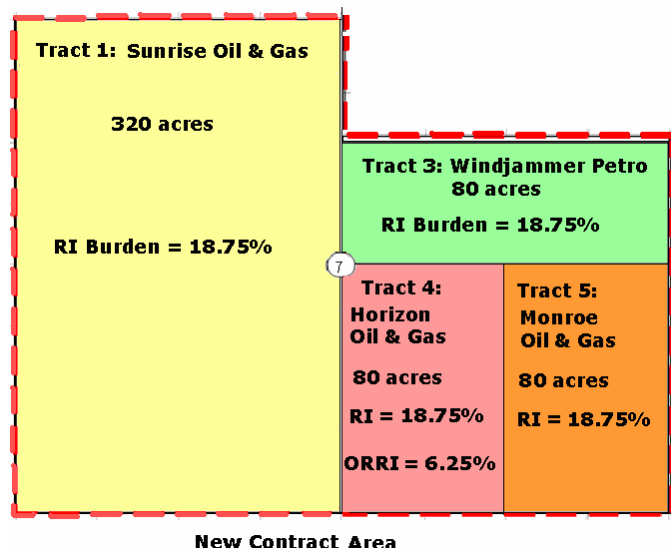 Tract 1: Sunrise Oil & Gas
320 acres
RI Burden = 18.75%
Tract 3: Windjammer Petro
80 acres
RI Burden = 18.75%
7
Tract 4:
Horizon
Oil & Gas
80 acres
RI = 18.75%
ORRI = 6.25%
Tract 5:
Monroe
Oil & Gas
80 acres
RI = 18.75%
New Contract Area